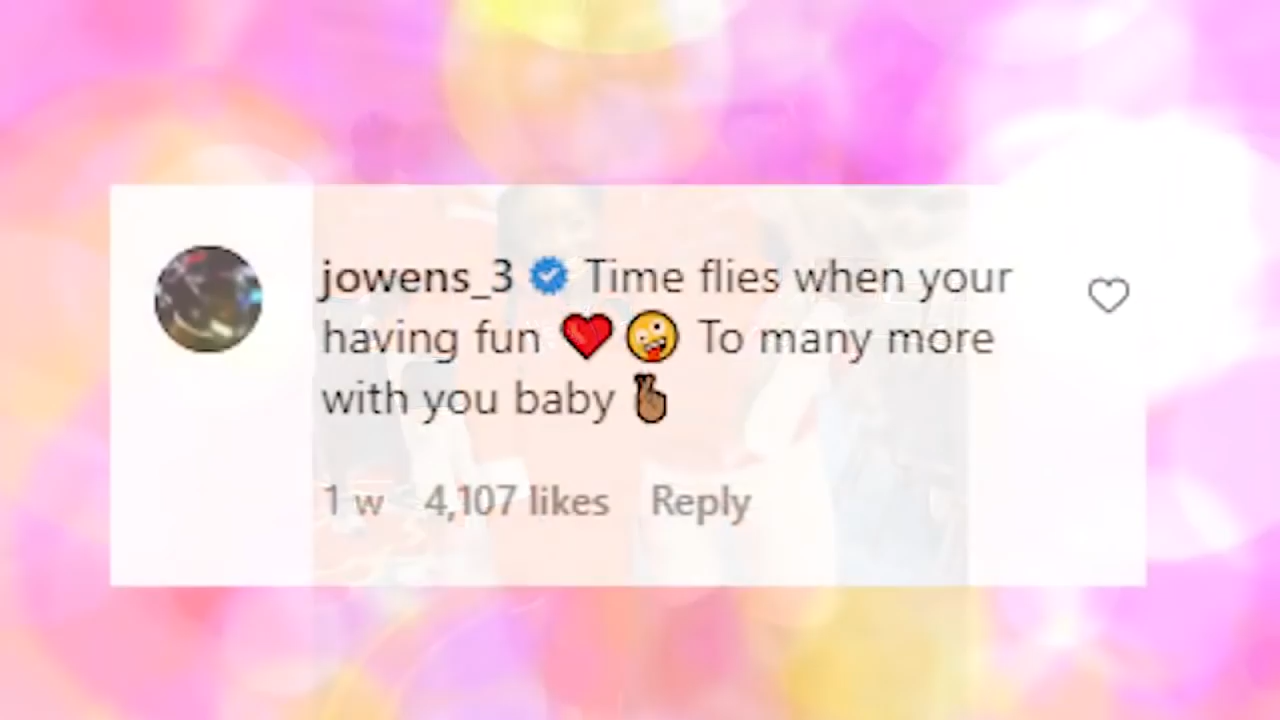 jowens_3 Time flies when your
having fun ❤️🤪 To many more
with you baby 🫰🏾
1 w 4,107 likes Reply